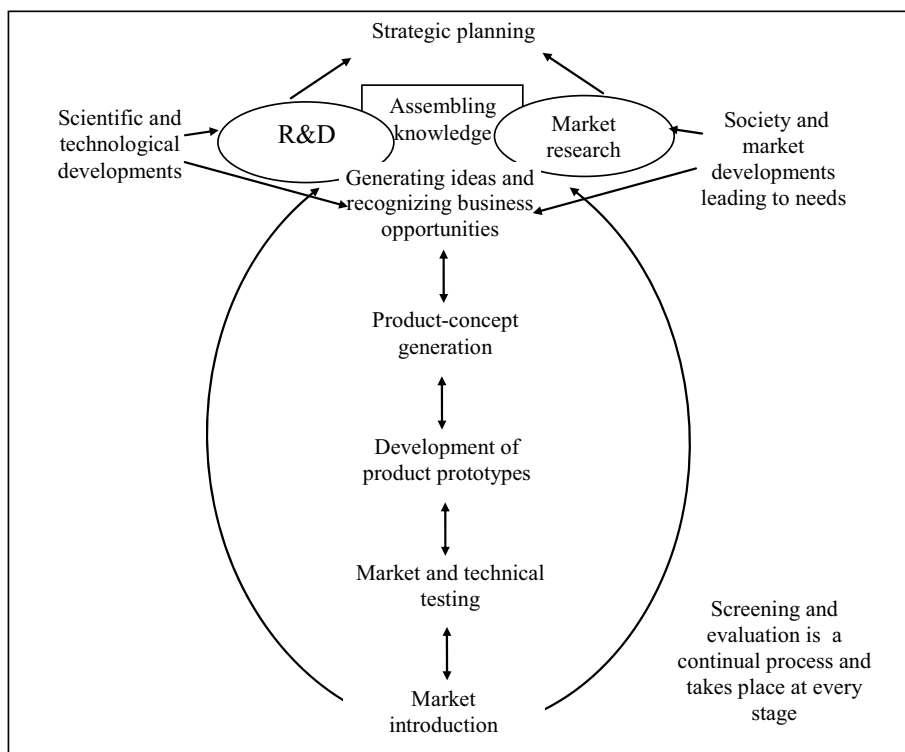 Strategic planning
Scientific and
technological
developments
R&D
Assembling
knowledge
Market
research
Society and
market
developments
leading to needs
Generating ideas and
recognizing business
opportunities
Product-concept
generation
Development of
product prototypes
Market and technical
testing
Market
introduction
Screening and
evaluation is a
continual process and
takes place at every
stage